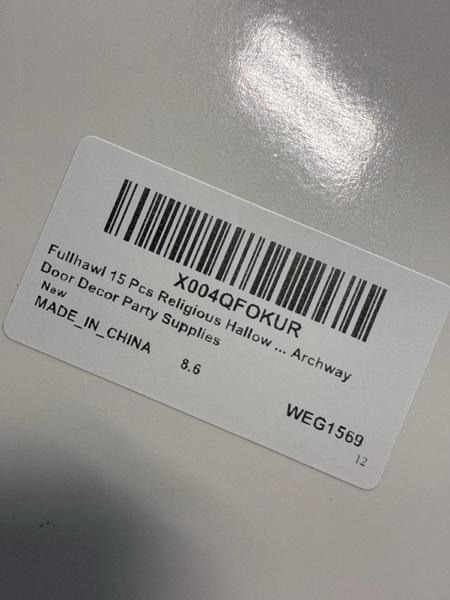 X004QFOKUR
Fullhawl 15 Pcs Religious Hallow ... Archway
Door Decor Party Supplies
New
MADE_IN_CHINA
8.6
WEG1569
12